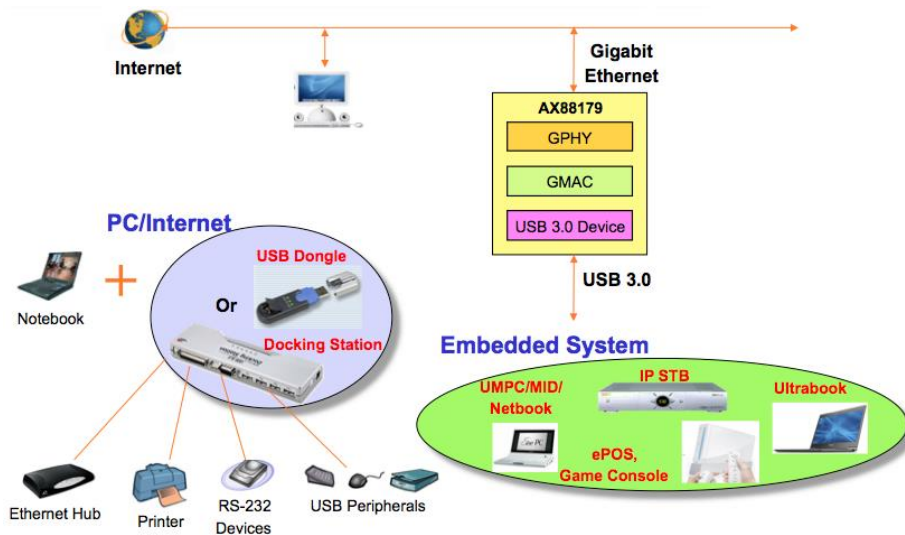 Internet
Gigabit
Ethernet
AX88179
GPHY
GMAC
USB 3.0 Device
USB 3.0
PC/Internet
USB Dongle
Or
Docking Station
Docking Station
Notebook
Ethernet Hub
Printer
RS-232
Devices
USB Peripherals
Embedded System
UMPC/MID/
Netbook
IP STB
Ultrabook
ePOS,
Game Console